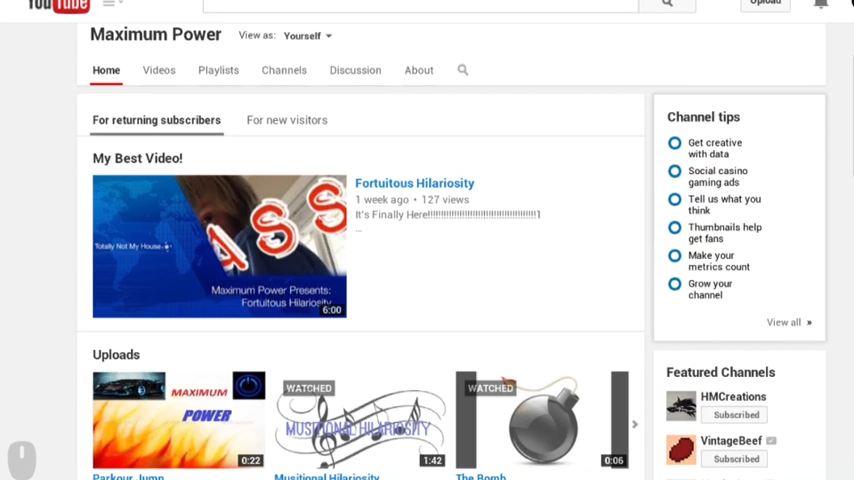 YouTube
Upload
Maximum Power View as: Yourself
Home Videos Playlists Channels Discussion About
For returning subscribers For new visitors
My Best Video!
Totally Not My House
ASS
Maximum Power Presents:
Fortuitous Hilariosity
6:00
Fortuitous Hilariosity
1 week ago • 127 views
It's Finally Here!!!!!!!!!!!!!!!!!!!!!!!!!!!!!!!!!!!!!!!!!1
...
Uploads
MAXIMUM
POWER
0:22
Parkour Jump
WATCHED
MUSITIONAL HILARIOSITY
1:42
Musitional Hilariosity
WATCHED
0:06
The Bomb
Channel tips
Get creative
with data
Social casino
gaming ads
Tell us what you
think
Thumbnails help
get fans
Make your
metrics count
Grow your
channel
View all »
Featured Channels
HMCreations
Subscribed
VintageBeef
Subscribed